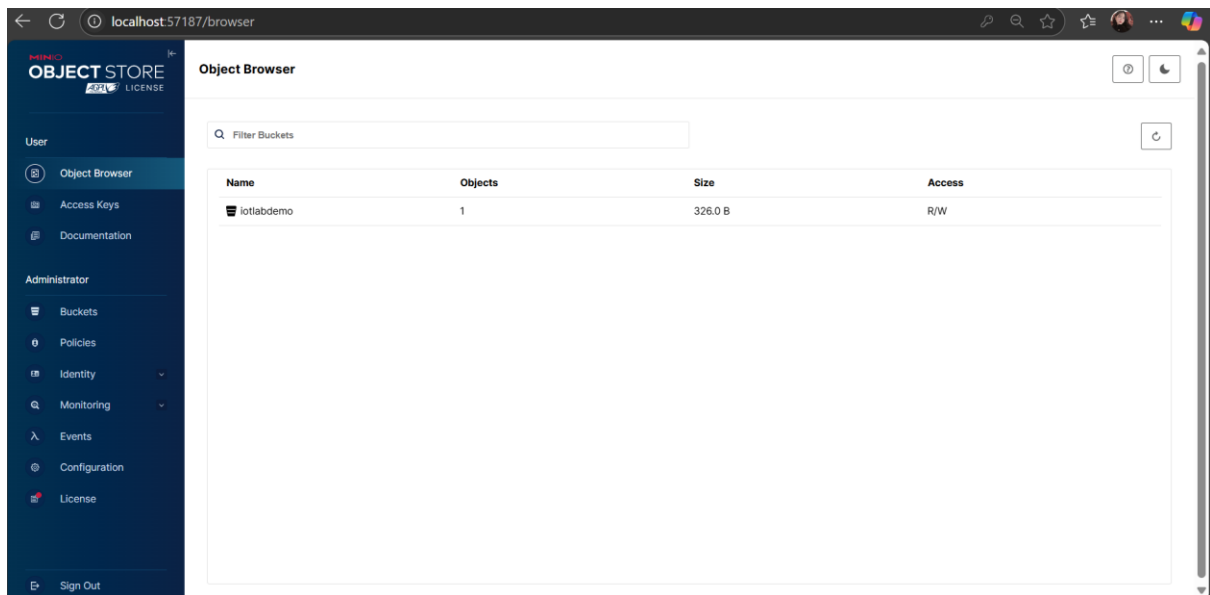 localhost:57187/browser
MINIO
OBJECT STORE
LICENSE
User
Object Browser
Access Keys
Documentation
Administrator
Buckets
Policies
Identity
Monitoring
Events
Configuration
License
Sign Out
Object Browser
Filter Buckets
Name Objects Size Access
iotlabdemo 1 326.0 B R/W